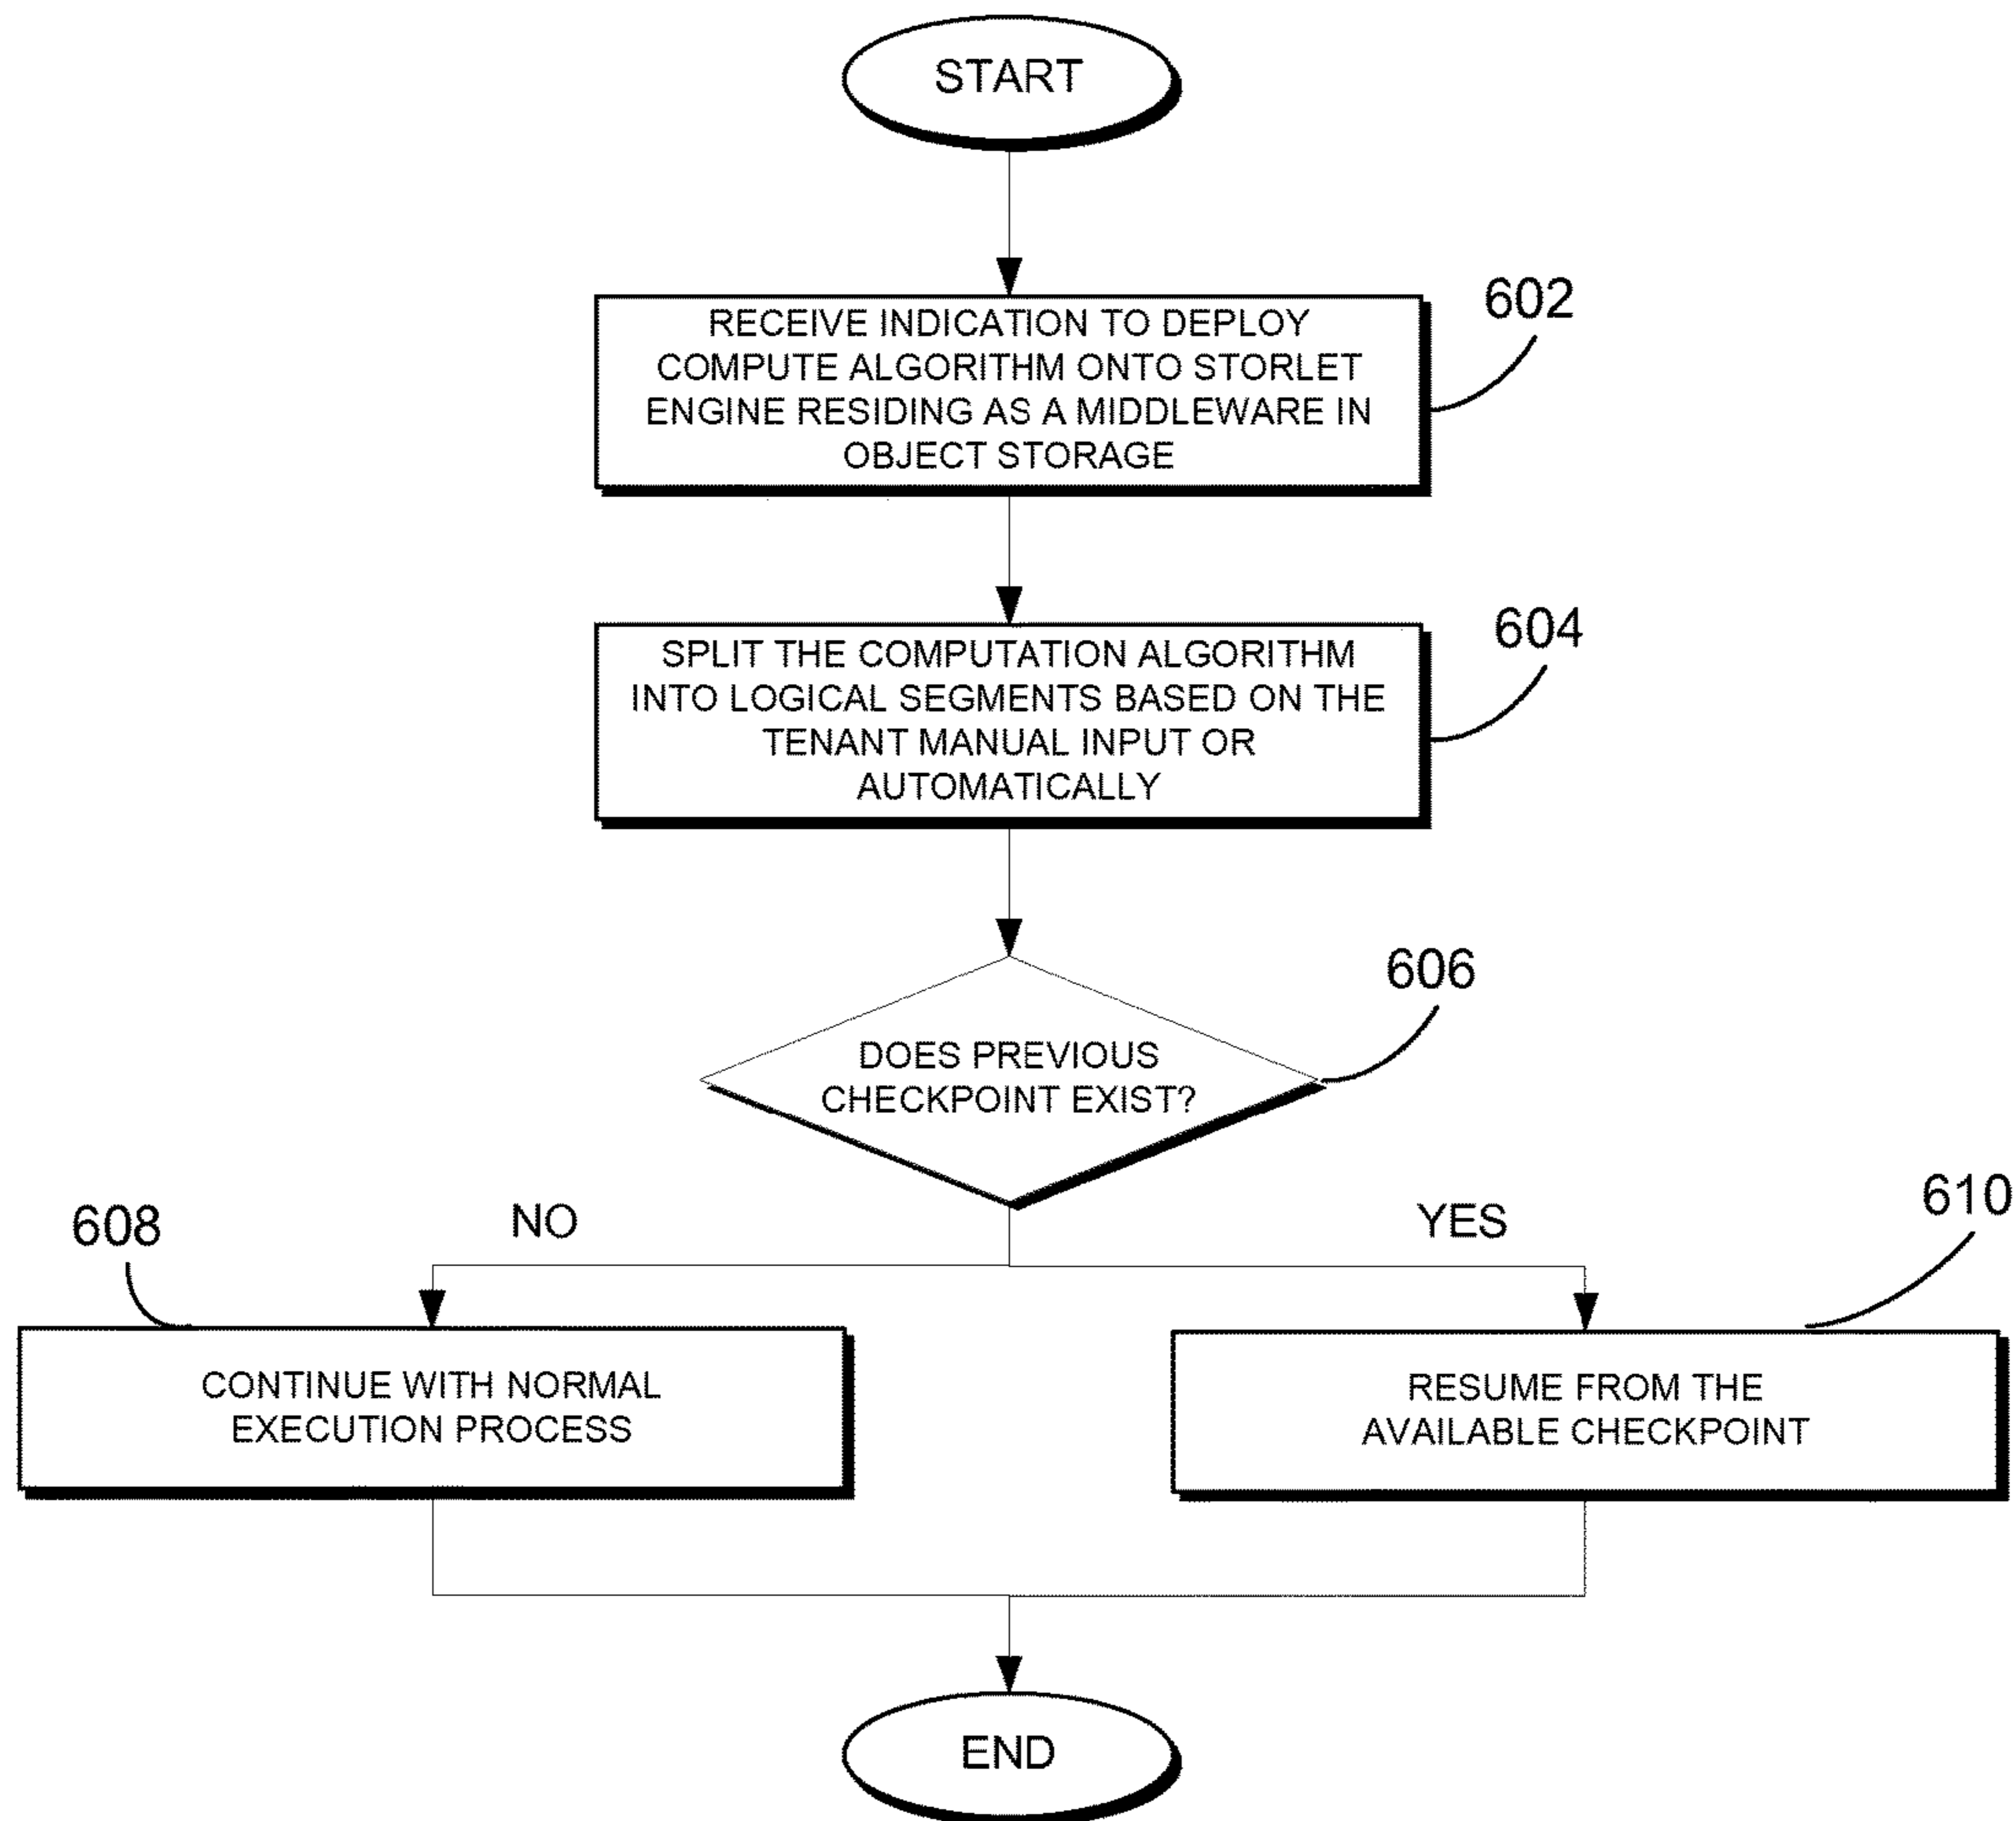 START
602
RECEIVE INDICATION TO DEPLOY
COMPUTE ALGORITHM ONTO STORLET
ENGINE RESIDING AS A MIDDLEWARE IN
OBJECT STORAGE
604
SPLIT THE COMPUTATION ALGORITHM
INTO LOGICAL SEGMENTS BASED ON THE
TENANT MANUAL INPUT OR
AUTOMATICALLY
606
DOES PREVIOUS
CHECKPOINT EXIST?
NO
YES
608
610
CONTINUE WITH NORMAL
EXECUTION PROCESS
RESUME FROM THE
AVAILABLE CHECKPOINT
END